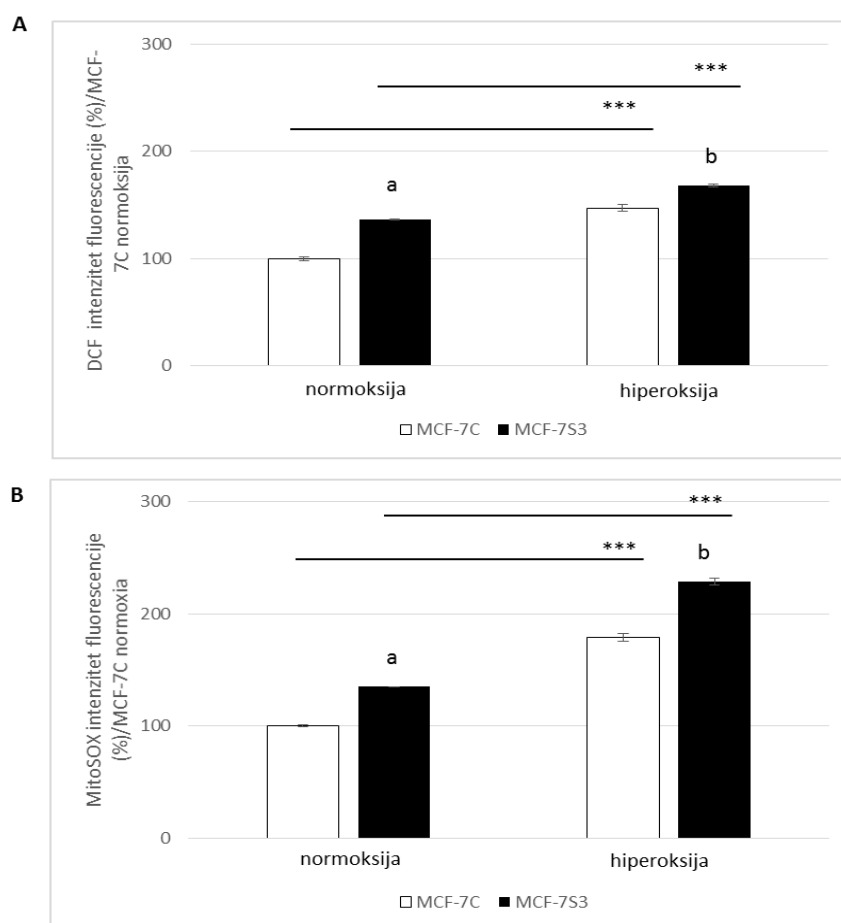 A
DCF intenzitet fluorescencije (%)/MCF-
7C normoksija
300
200
100
0
***
***
a
b
normoksija
hiperoksija
MCF-7C
MCF-7S3
B
MitoSOX intenzitet fluorescencije
(%)/MCF-7C normoxia
300
200
100
0
***
***
a
b
normoksija
hiperoksija
MCF-7C
MCF-7S3